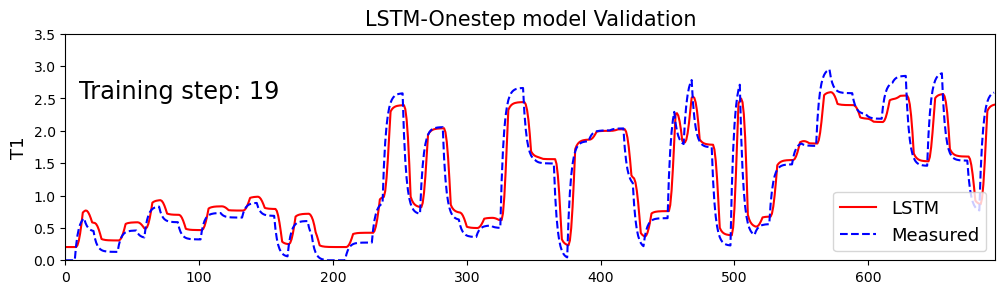 LSTM-Onestep model Validation
3.5
3.0
2.5
2.0
1.5
1.0
0.5
0.0
T1
Training step: 19
LSTM
Measured
0 100 200 300 400 500 600